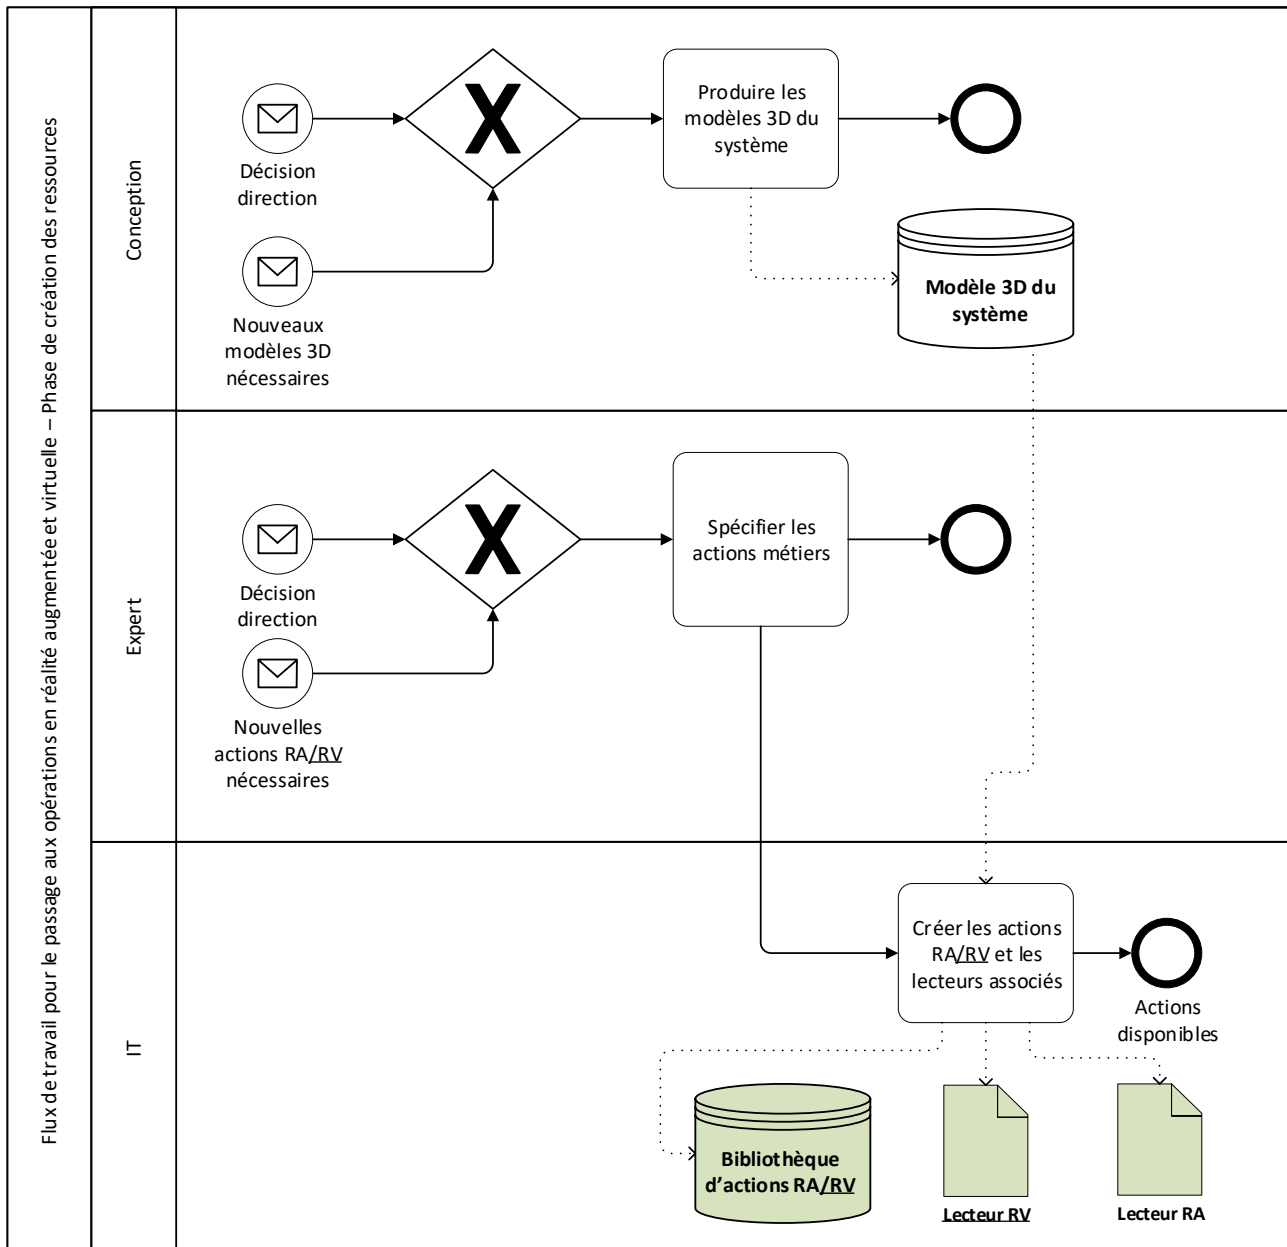 Flux de travail pour le passage aux opérations en réalité augmentée et virtuelle – Phase de création des ressources
Conception
Décision
direction
Nouveaux
modèles 3D
nécessaires
X
Produire les
modèles 3D du
système
Modèle 3D du
système
Expert
Décision
direction
Nouvelles
actions RA/RV
nécessaires
X
Spécifier les
actions métiers
IT
Créer les actions
RA/RV et les
lecteurs associés
Actions
disponibles
Bibliothèque
d’actions RA/RV
Lecteur RV
Lecteur RA